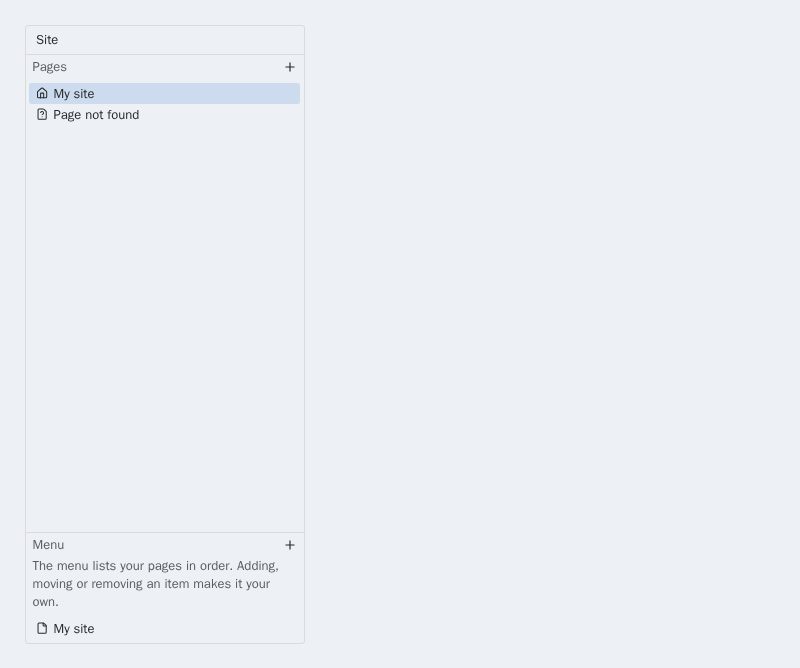 Site
Pages
My site
Page not found
Menu
The menu lists your pages in order. Adding,
moving or removing an item makes it your
own.
My site